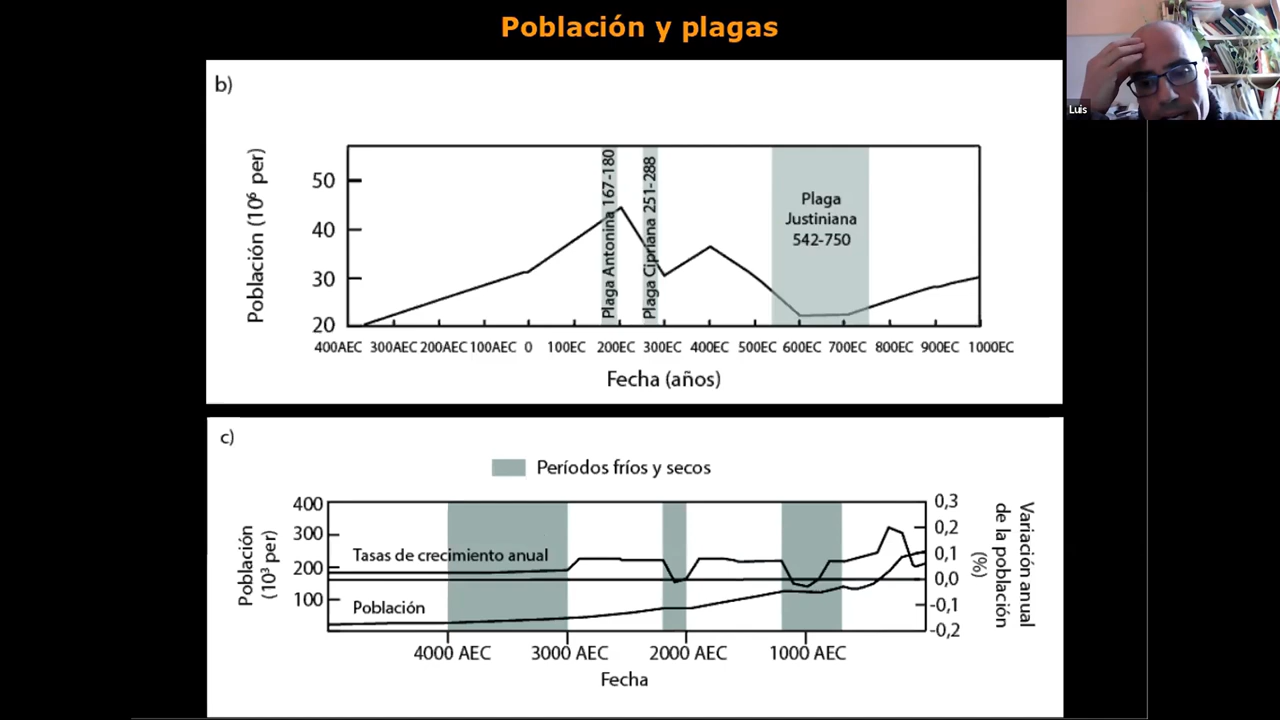 Población y plagas
Luis
b)
Población (10⁶ per)
50
40
30
20
Plaga Antonina 167-180
Plaga Cipriana 251-288
Plaga
Justiniana
542-750
400AEC 300AEC 200AEC 100AEC 0 100EC 200EC 300EC 400EC 500EC 600EC 700EC 800EC 900EC 1000EC
Fecha (años)
c)
Períodos fríos y secos
Población
(10³ per)
400
300
200
100
Tasas de crecimiento anual
Población
0,3
0,2
0,1
0,0
-0,1
-0,2
Variación anual
de la población
(%)
4000 AEC 3000 AEC 2000 AEC 1000 AEC
Fecha